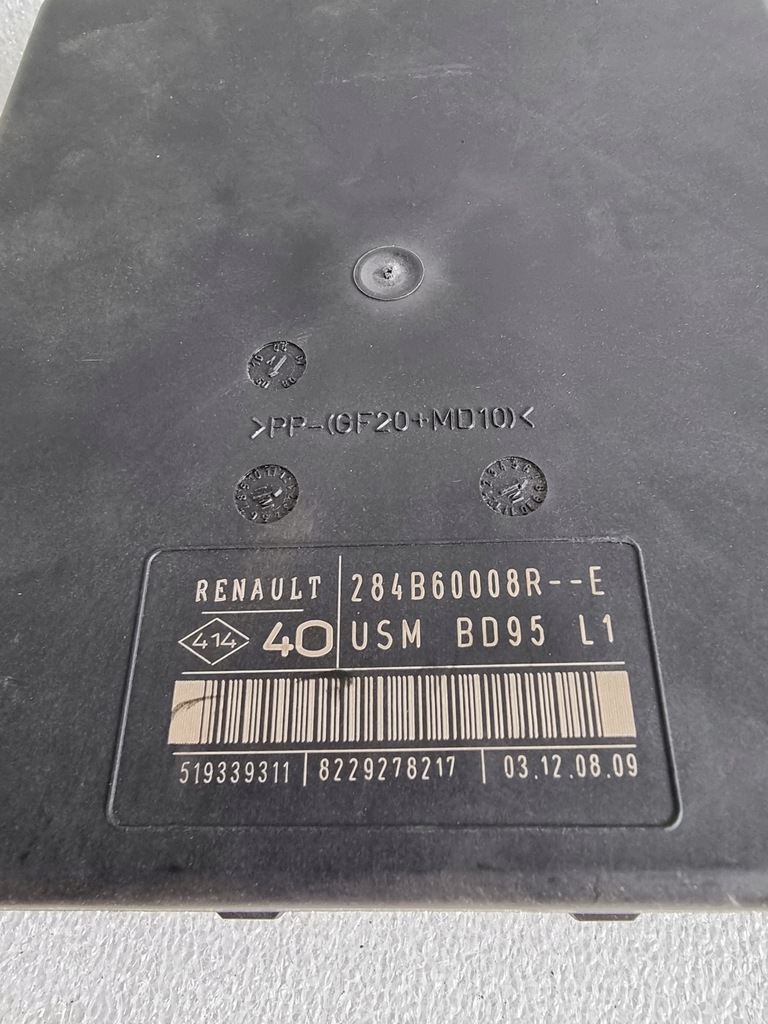 >PP-(GF20+MD10)<
RENAULT 284B60008R--E
414 40 USM BD95 L1
519339311 8229278217 03.12.08.09